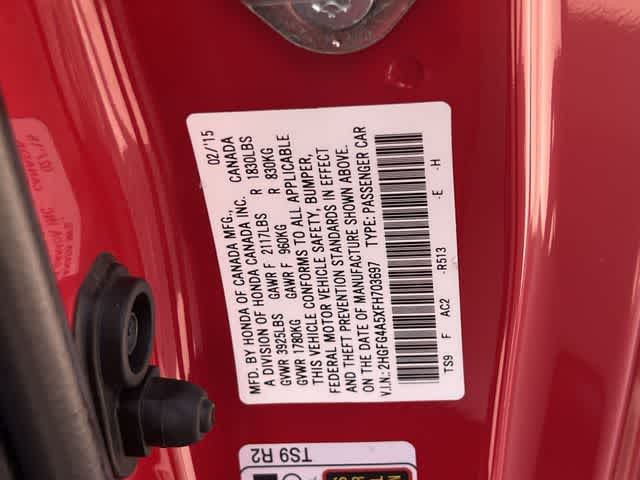 MFD. BY HONDA OF CANADA MFG., 02/'15
A DIVISION OF HONDA CANADA INC. CANADA
GVWR 3925LBS GAWR F 2117LBS R 1830LBS
GVWR 1780KG GAWR F 960KG R 830KG
THIS VEHICLE CONFORMS TO ALL APPLICABLE
FEDERAL MOTOR VEHICLE SAFETY, BUMPER,
AND THEFT PREVENTION STANDARDS IN EFFECT
ON THE DATE OF MANUFACTURE SHOWN ABOVE.
V.I.N.: 2HGFG4A5XFH703697 TYPE: PASSENGER CAR
TS9 F AC2 -R513 -E -H
TS9 R2